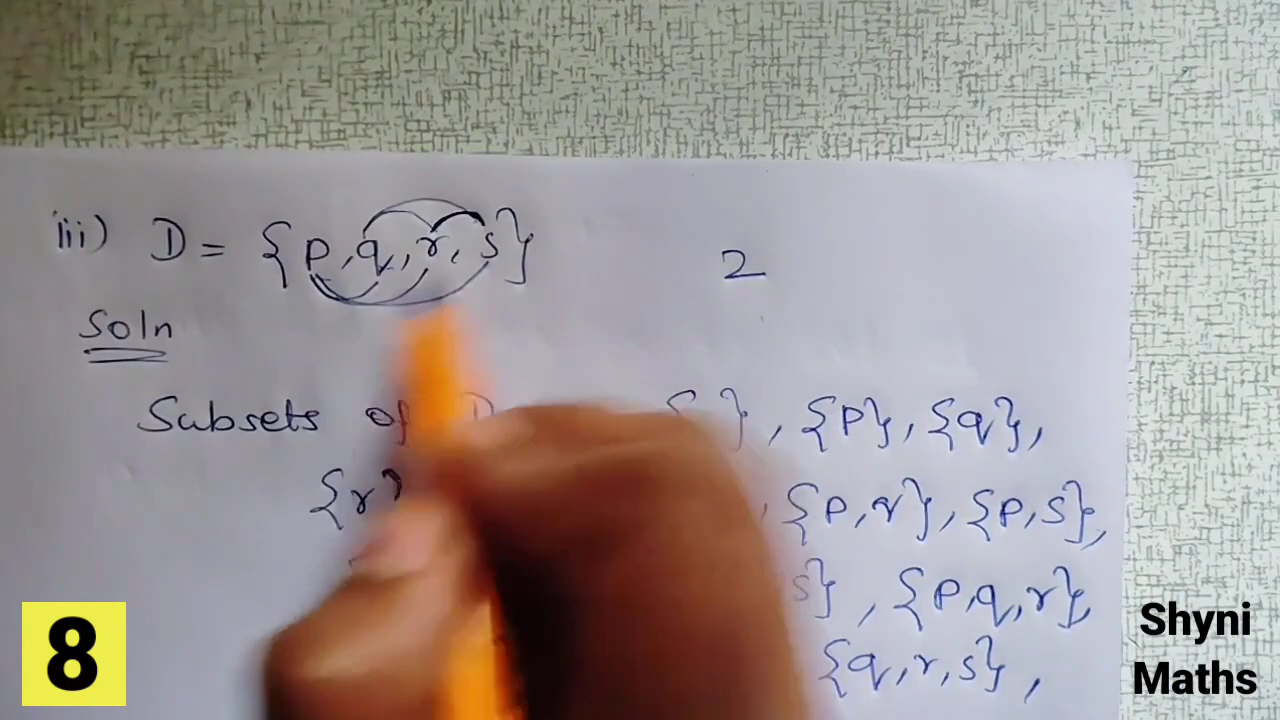 iii) D = {p, q, r, s} 2
Soln
Subsets of D { }, {p}, {q},
{r} {p, r}, {p, s},
s}, {p, q, r},
{q, r, s},
8
Shyni
Maths